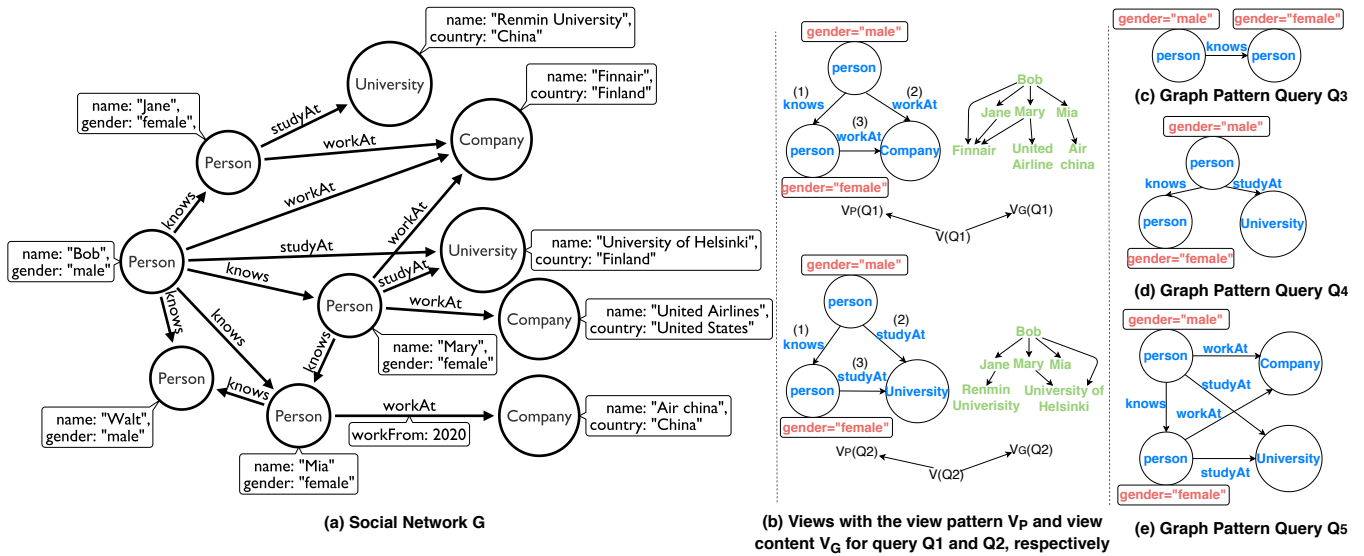 name: "Renmin University",
country: "China"
University
name: "Finnair",
country: "Finland"
Company
name: "Jane",
gender: "female",
Person
studyAt
workAt
workAt
knows
workAt
name: "Bob",
gender: "male"
Person
studyAt
studyAt
University
name: "University of Helsinki",
country: "Finland"
knows
Person
workAt
Company
name: "United Airlines",
country: "United States"
name: "Mary",
gender: "female"
knows
knows
knows
Person
knows
name: "Walt",
gender: "male"
Person
workAt
workFrom: 2020
Company
name: "Air china",
country: "China"
name: "Mia"
gender: "female"
(a) Social Network G
gender="male"
person
(1)
knows
(2)
workAt
(3)
workAt
person
Company
gender="female"
Bob
Jane Mary Mia
Finnair
United
Airline
Air
china
VP(Q1)
VG(Q1)
V(Q1)
gender="male"
person
(1)
knows
(2)
studyAt
(3)
studyAt
person
University
gender="female"
Bob
Jane Mary Mia
Renmin
Univerisity
University of
Helsinki
VP(Q2)
VG(Q2)
V(Q2)
(b) Views with the view pattern VP and view
content VG for query Q1 and Q2, respectively
gender="male"
gender="female"
person
knows
person
(c) Graph Pattern Query Q3
gender="male"
person
knows
studyAt
person
University
gender="female"
(d) Graph Pattern Query Q4
gender="male"
person
workAt
Company
studyAt
knows
workAt
person
studyAt
University
gender="female"
(e) Graph Pattern Query Q5